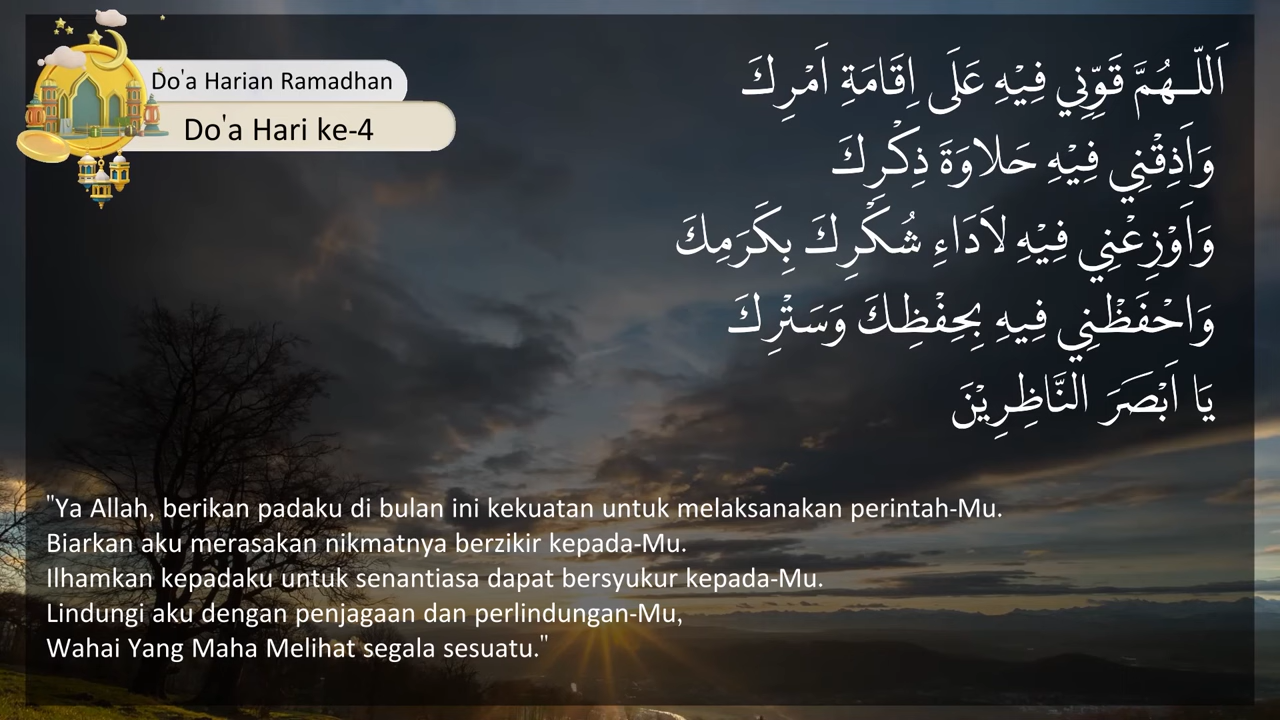 Do'a Harian Ramadhan
Do'a Hari ke-4
اَللّـهُمَّ قَوِّنِي فِيْهِ عَلَى اِقَامَةِ اَمْرِكَ
وَاَذِقْنِي فِيْهِ حَلاوَةَ ذِكْرِكَ
وَاَوْزِعْنِي فِيْهِ لاَدَاءِ شُكْرِكَ بِكَرَمِكَ
وَاحْفَظْنِي فِيهِ بِحِفْظِكَ وَسَتْرِكَ
يَا اَبْصَرَ النَّاظِرِيْنَ
"Ya Allah, berikan padaku di bulan ini kekuatan untuk melaksanakan perintah-Mu.
Biarkan aku merasakan nikmatnya berzikir kepada-Mu.
Ilhamkan kepadaku untuk senantiasa dapat bersyukur kepada-Mu.
Lindungi aku dengan penjagaan dan perlindungan-Mu,
Wahai Yang Maha Melihat segala sesuatu."